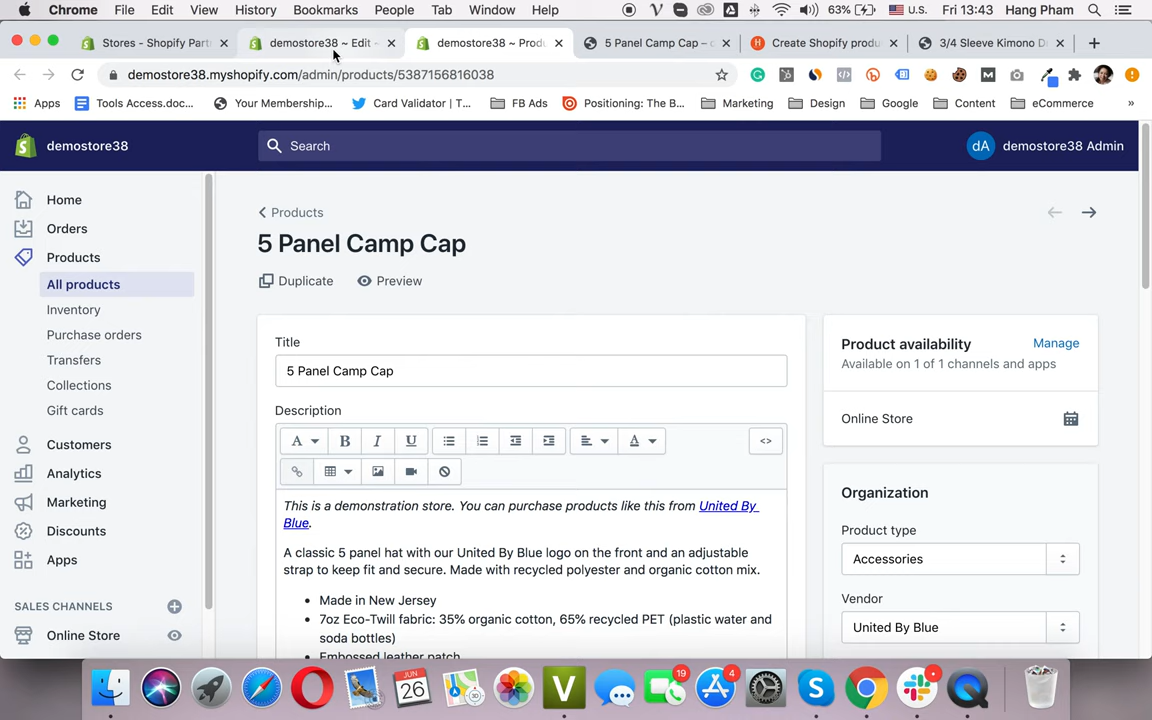 Chrome File Edit View History Bookmarks People Tab Window Help 63% U.S. Fri 13:43 Hang Pham
Stores - Shopify Part demostore38 ~ Edit - demostore38 ~ Produ 5 Panel Camp Cap – d Create Shopify produ 3/4 Sleeve Kimono D
demostore38.myshopify.com/admin/products/5387156816038
Apps Tools Access.doc... Your Membership... Card Validator | T... FB Ads Positioning: The B... Marketing Design Google Content eCommerce »
demostore38 Search dA demostore38 Admin
Home
Orders
Products
All products
Inventory
Purchase orders
Transfers
Collections
Gift cards
Customers
Analytics
Marketing
Discounts
Apps
SALES CHANNELS
Online Store
Products
5 Panel Camp Cap
Duplicate Preview
Title
5 Panel Camp Cap
Description
A B I U A <>
This is a demonstration store. You can purchase products like this from United By
Blue.
A classic 5 panel hat with our United By Blue logo on the front and an adjustable
strap to keep fit and secure. Made with recycled polyester and organic cotton mix.
• Made in New Jersey
• 7oz Eco-Twill fabric: 35% organic cotton, 65% recycled PET (plastic water and
soda bottles)
• Embossed leather patch
Product availability Manage
Available on 1 of 1 channels and apps
Online Store
Organization
Product type
Accessories
Vendor
United By Blue
JUN
26
19
4